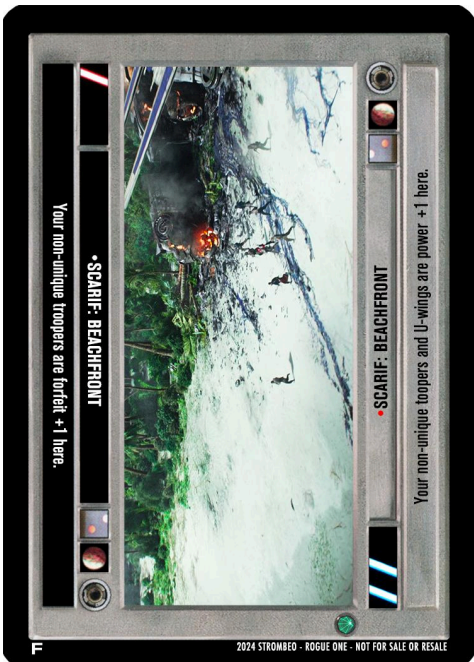 Your non-unique toopers and U-wings are power +1 here.
•SCARIF: BEACHFRONT
•SCARIF: BEACHFRONT
Your non-unique troopers are forfeit +1 here.
F
2024 STROMBEO - ROGUE ONE - NOT FOR SALE OR RESALE